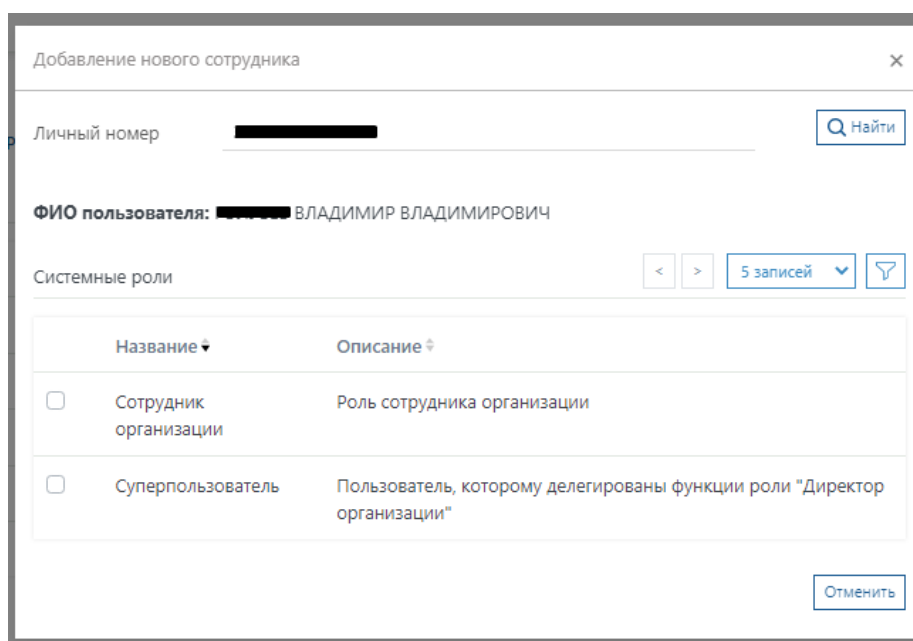 Добавление нового сотрудника ×
Личный номер Найти
ФИО пользователя: ВЛАДИМИР ВЛАДИМИРОВИЧ
Системные роли < > 5 записей
Название Описание
Сотрудник Роль сотрудника организации
организации
Суперпользователь Пользователь, которому делегированы функции роли "Директор
организации"
Отменить